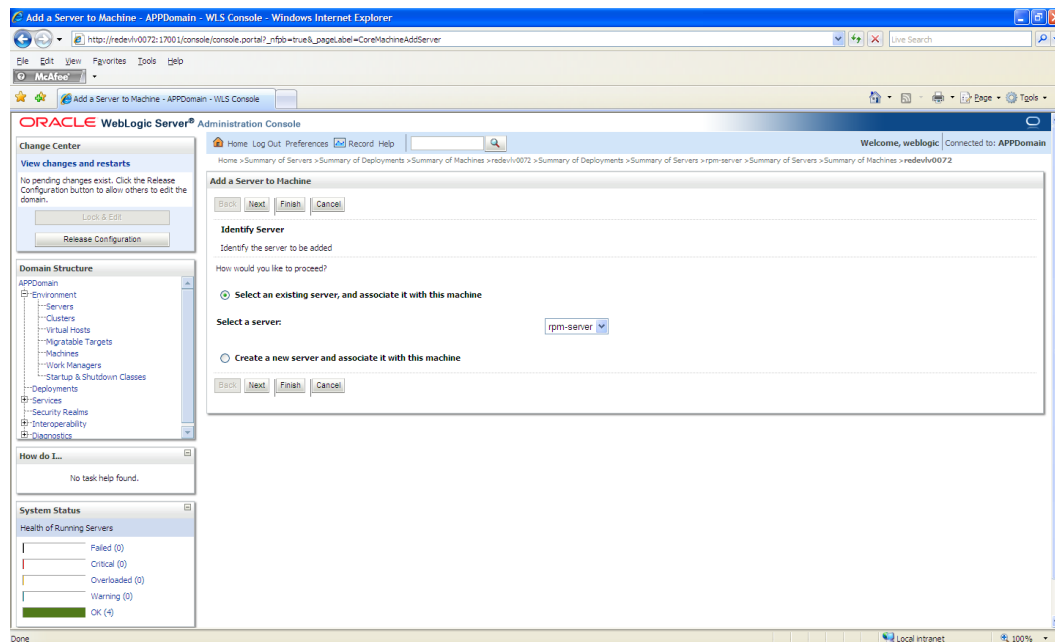 Add a Server to Machine - APPDomain - WLS Console - Windows Internet Explorer
http://redevlv0072:17001/console/console.portal?_nfpb=true&_pageLabel=CoreMachineAddServer
Live Search
File Edit View Favorites Tools Help
McAfee
Add a Server to Machine - APPDomain - WLS Console
Page Tools
ORACLE WebLogic Server® Administration Console
Change Center
View changes and restarts
No pending changes exist. Click the Release
Configuration button to allow others to edit the
domain.
Lock & Edit
Release Configuration
Domain Structure
APPDomain
Environment
Servers
Clusters
Virtual Hosts
Migratable Targets
Machines
Work Managers
Startup & Shutdown Classes
Deployments
Services
Security Realms
Interoperability
Diagnostics
How do I...
No task help found.
System Status
Health of Running Servers
Failed (0)
Critical (0)
Overloaded (0)
Warning (0)
OK (4)
Home Log Out Preferences Record Help
Welcome, weblogic Connected to: APPDomain
Home >Summary of Servers >Summary of Deployments >Summary of Machines >redevlv0072 >Summary of Deployments >Summary of Servers >rpm-server >Summary of Servers >Summary of Machines >redevlv0072
Add a Server to Machine
Back Next Finish Cancel
Identify Server
Identify the server to be added
How would you like to proceed?
Select an existing server, and associate it with this machine
Select a server: rpm-server
Create a new server and associate it with this machine
Back Next Finish Cancel
Done Local intranet 100%